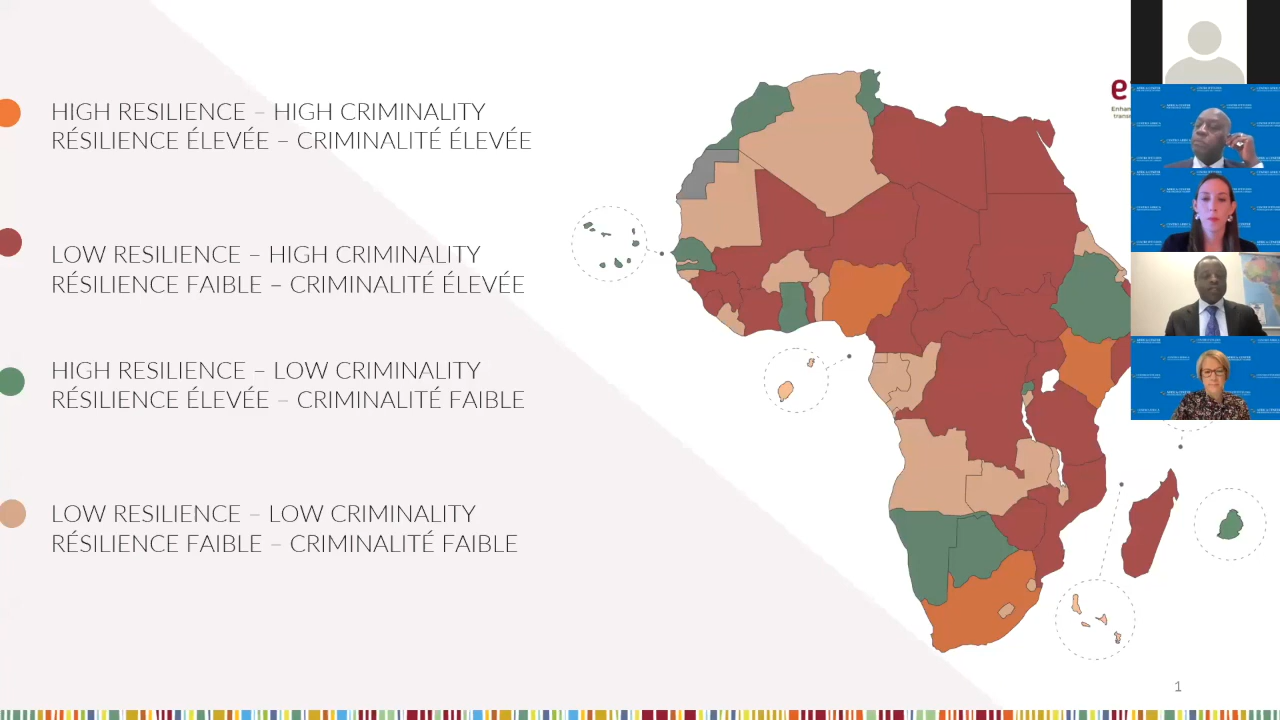 HIGH RESILIENCE – HIGH CRIMINALITY
RÉSILIENCE ÉLEVÉE – CRIMINALITÉ ÉLEVÉE
LOW RESILIENCE – HIGH CRIMINALITY
RÉSILIENCE FAIBLE – CRIMINALITÉ ÉLEVÉE
HIGH RESILIENCE – LOW CRIMINALITY
RÉSILIENCE ÉLEVÉE – CRIMINALITÉ FAIBLE
LOW RESILIENCE – LOW CRIMINALITY
RÉSILIENCE FAIBLE – CRIMINALITÉ FAIBLE
1